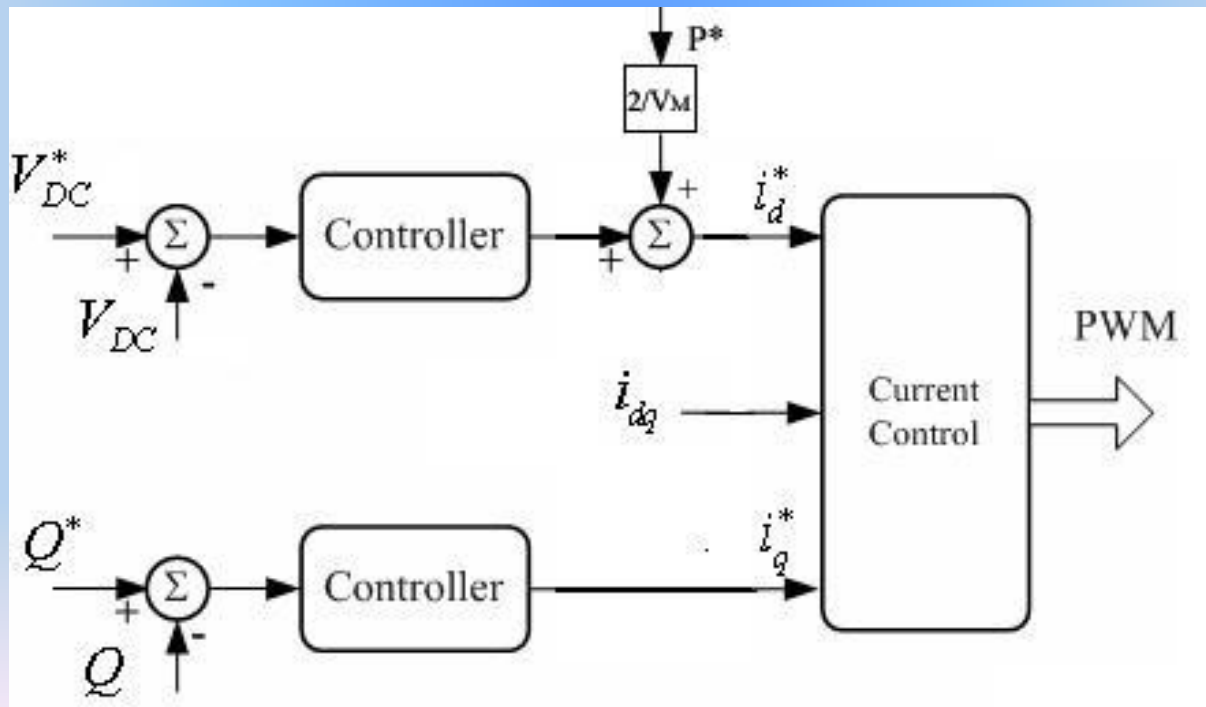 P*
2/VM
V*DC
+
Σ
-
VDC
Controller
+
+
Σ
i*d
idq
Current
Control
PWM
Q*
+
Σ
-
Q
Controller
i*q